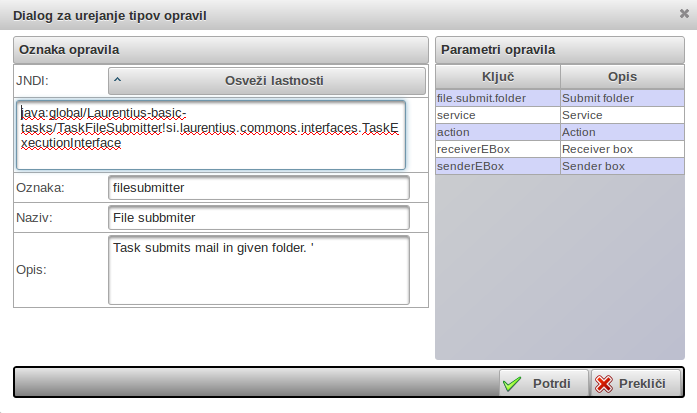 Dialog za urejanje tipov opravil
Oznaka opravila
JNDI:
Osveži lastnosti
java:global/Laurentius-basic-
tasks/TaskFileSubmitter!si.laurentius.commons.interfaces.TaskE
xecutionInterface
Oznaka:
filesubmitter
Naziv:
File subbmiter
Opis:
Task submits mail in given folder. '
Parametri opravila
Ključ Opis
file.submit.folder Submit folder
service Service
action Action
receiverEBox Receiver box
senderEBox Sender box
Potrdi Prekliči